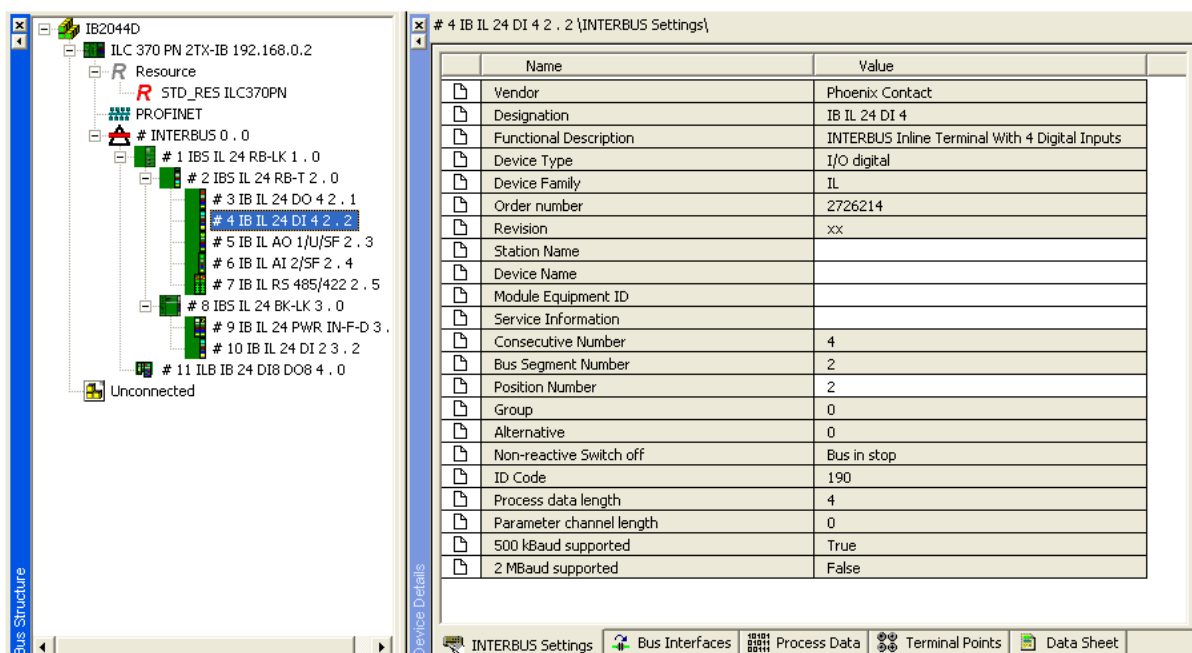 IB2044D
ILC 370 PN 2TX-IB 192.168.0.2
R Resource
R STD_RES ILC370PN
PROFINET
# INTERBUS 0 . 0
# 1 IBS IL 24 RB-LK 1 . 0
# 2 IBS IL 24 RB-T 2 . 0
# 3 IB IL 24 DO 4 2 . 1
# 4 IB IL 24 DI 4 2 . 2
# 5 IB IL AO 1/U/SF 2 . 3
# 6 IB IL AI 2/SF 2 . 4
# 7 IB IL RS 485/422 2 . 5
# 8 IBS IL 24 BK-LK 3 . 0
# 9 IB IL 24 PWR IN-F-D 3 .
# 10 IB IL 24 DI 2 3 . 2
# 11 ILB IB 24 DI8 DO8 4 . 0
Unconnected
Bus Structure
# 4 IB IL 24 DI 4 2 . 2 \INTERBUS Settings\
Name Value
Vendor Phoenix Contact
Designation IB IL 24 DI 4
Functional Description INTERBUS Inline Terminal With 4 Digital Inputs
Device Type I/O digital
Device Family IL
Order number 2726214
Revision xx
Station Name
Device Name
Module Equipment ID
Service Information
Consecutive Number 4
Bus Segment Number 2
Position Number 2
Group 0
Alternative 0
Non-reactive Switch off Bus in stop
ID Code 190
Process data length 4
Parameter channel length 0
500 kBaud supported True
2 MBaud supported False
Device Details
INTERBUS Settings Bus Interfaces Process Data Terminal Points Data Sheet